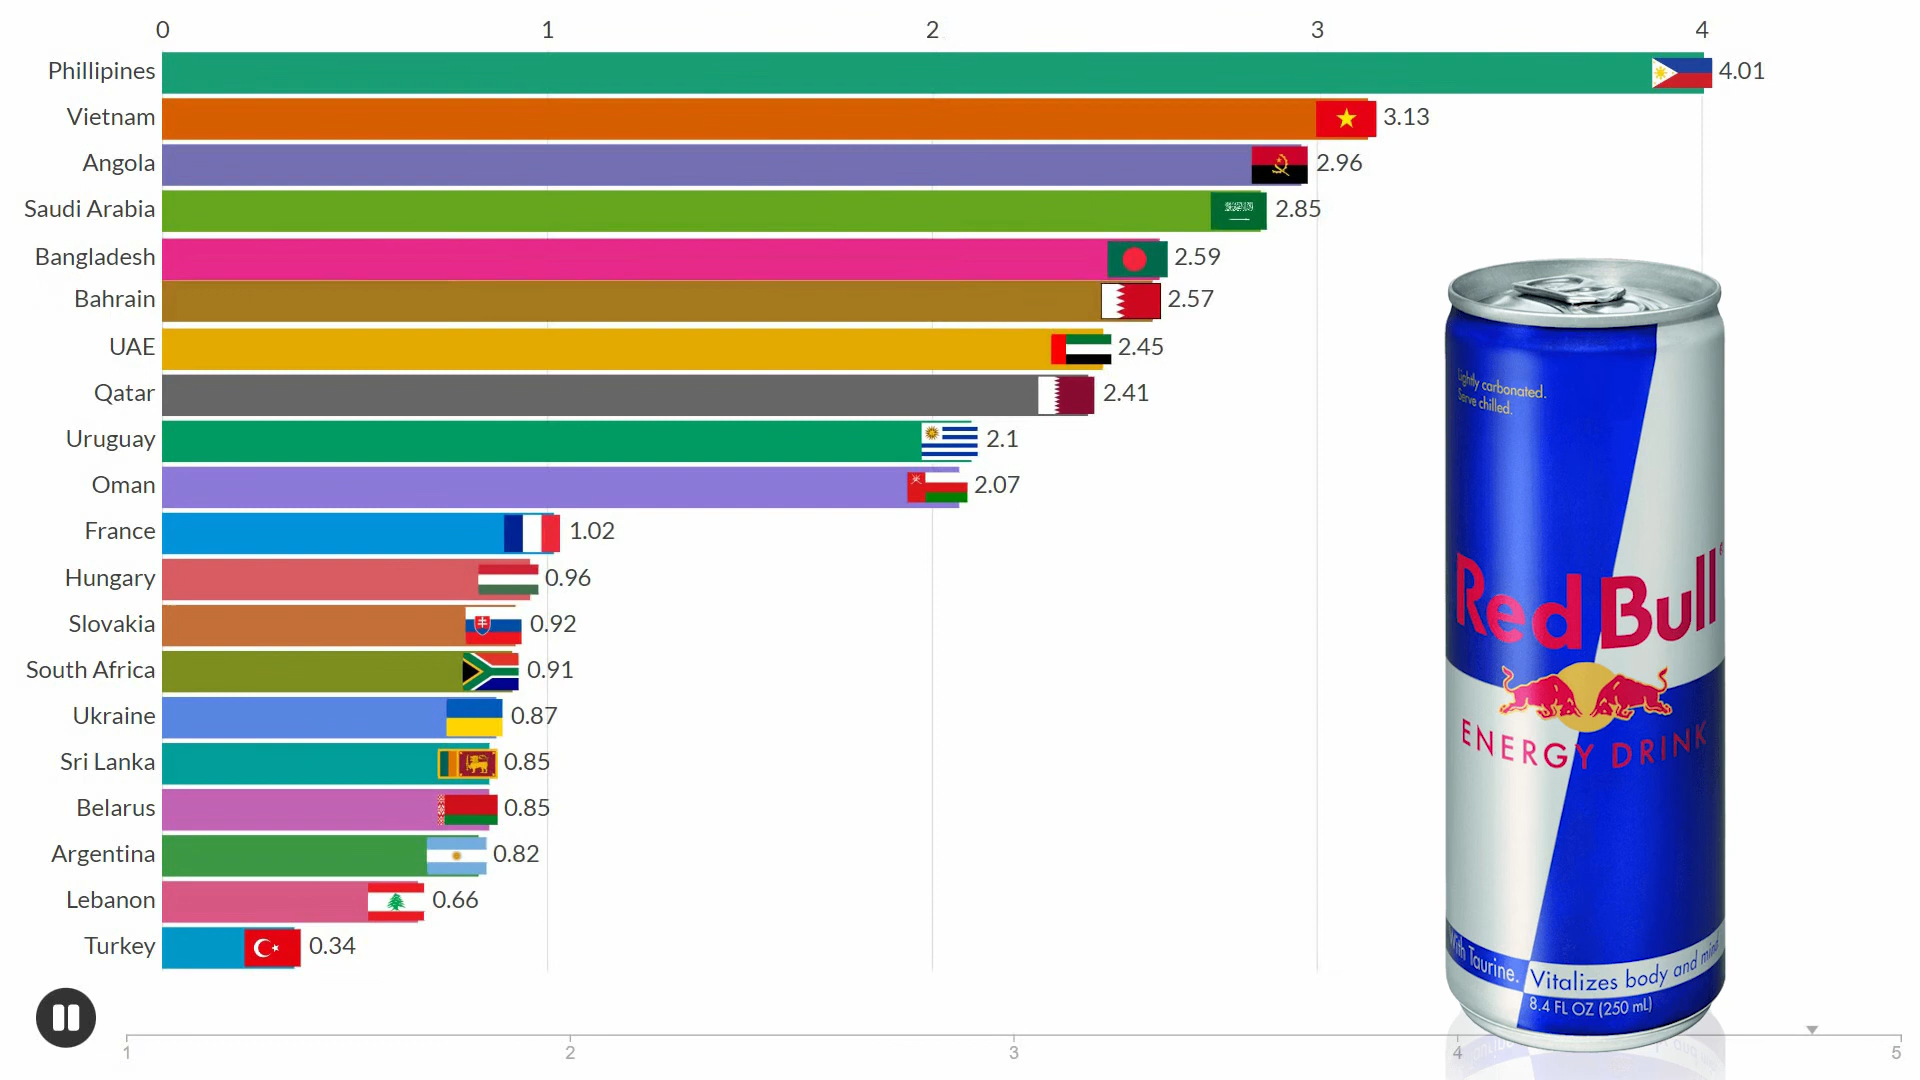 0 1 2 3 4
Phillipines 4.01
Vietnam 3.13
Angola 2.96
Saudi Arabia 2.85
Bangladesh 2.59
Bahrain 2.57
UAE 2.45
Qatar 2.41
Uruguay 2.1
Oman 2.07
France 1.02
Hungary 0.96
Slovakia 0.92
South Africa 0.91
Ukraine 0.87
Sri Lanka 0.85
Belarus 0.85
Argentina 0.82
Lebanon 0.66
Turkey 0.34
Lightly carbonated.
Serve chilled.
Red Bull®
ENERGY DRINK
With Taurine. Vitalizes body and mind
8.4 FL OZ (250 mL)
1 2 3 4 5